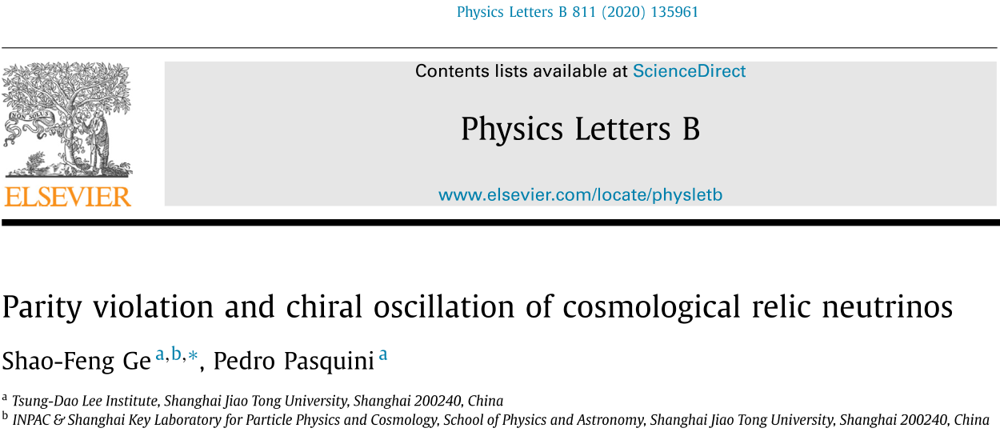 Physics Letters B 811 (2020) 135961
Contents lists available at ScienceDirect
Physics Letters B
www.elsevier.com/locate/physletb
NON SOLUS
ELSEVIER
Parity violation and chiral oscillation of cosmological relic neutrinos
Shao-Feng Ge a,b,*, Pedro Pasquini a
a Tsung-Dao Lee Institute, Shanghai Jiao Tong University, Shanghai 200240, China
b INPAC & Shanghai Key Laboratory for Particle Physics and Cosmology, School of Physics and Astronomy, Shanghai Jiao Tong University, Shanghai 200240, China